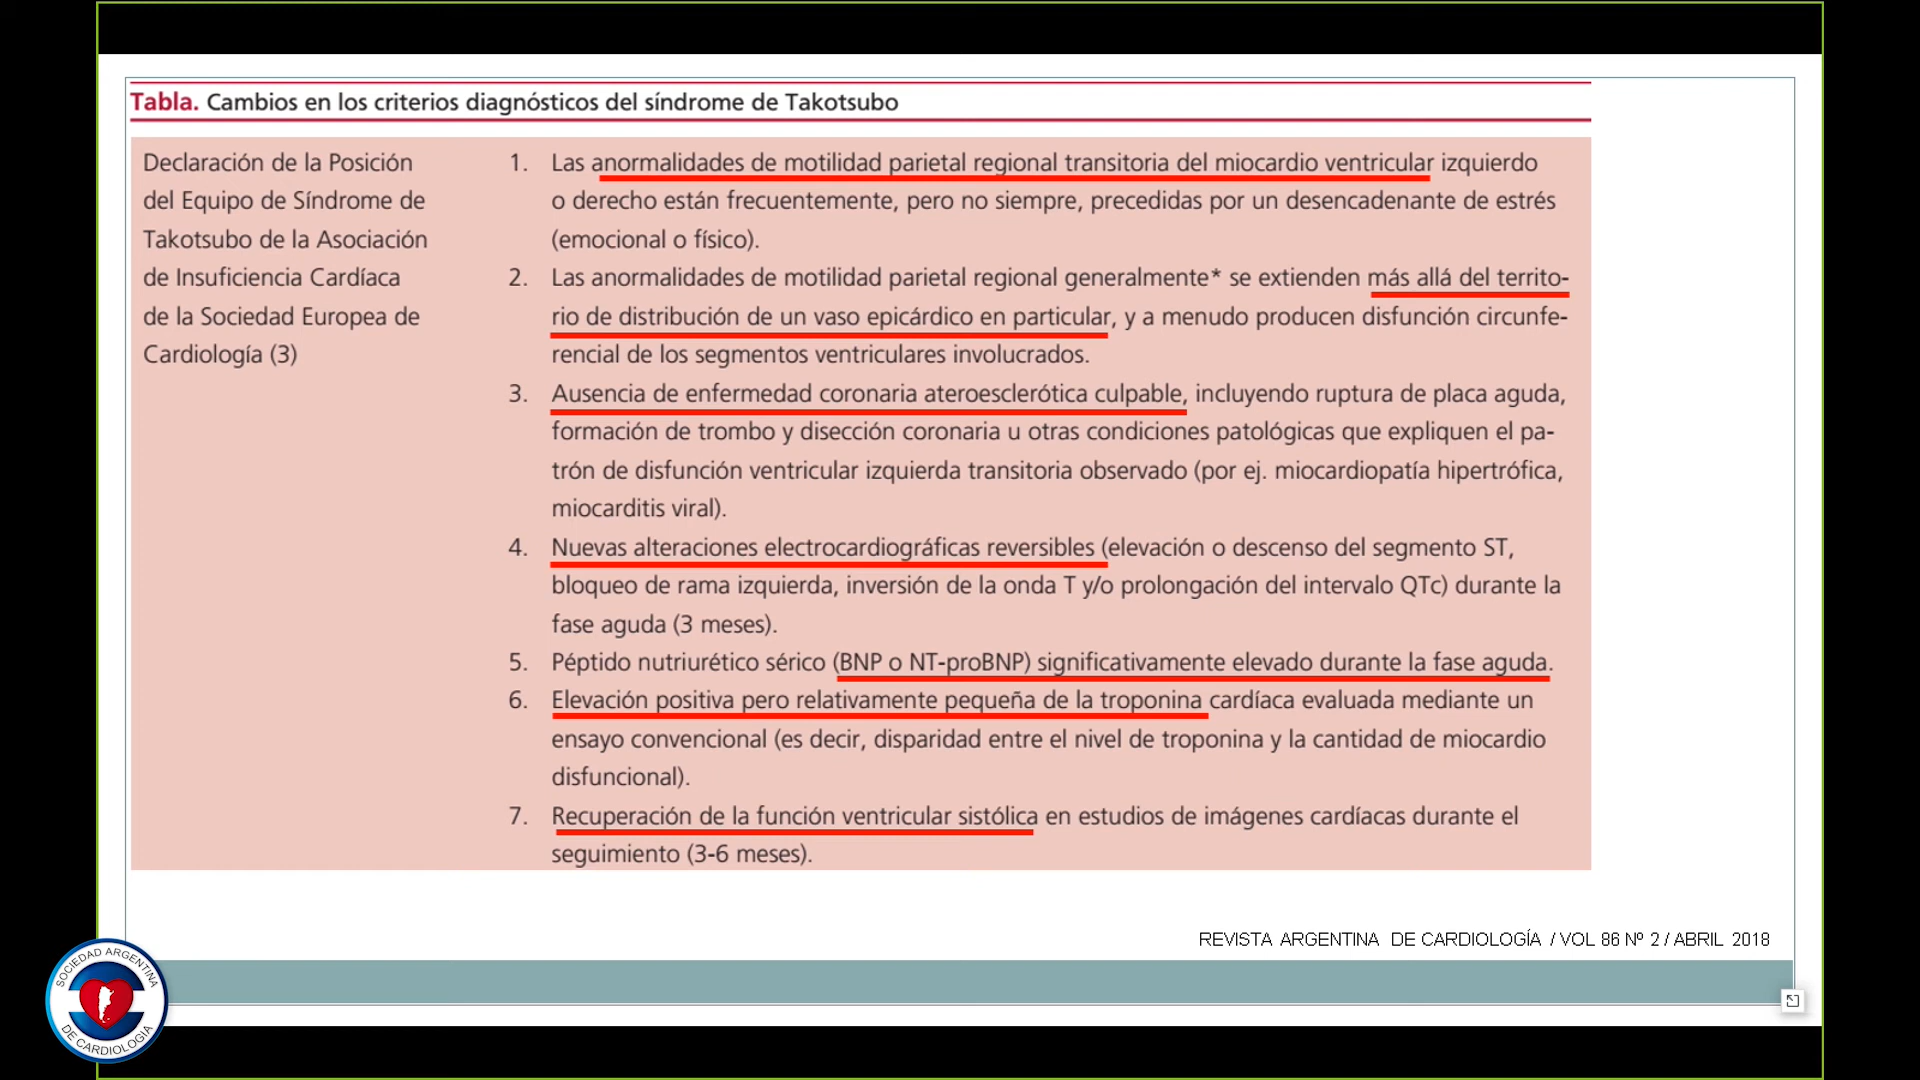 Tabla. Cambios en los criterios diagnósticos del síndrome de Takotsubo
Declaración de la Posición
del Equipo de Síndrome de
Takotsubo de la Asociación
de Insuficiencia Cardíaca
de la Sociedad Europea de
Cardiología (3)
1. Las anormalidades de motilidad parietal regional transitoria del miocardio ventricular izquierdo
o derecho están frecuentemente, pero no siempre, precedidas por un desencadenante de estrés
(emocional o físico).
2. Las anormalidades de motilidad parietal regional generalmente* se extienden más allá del territo-
rio de distribución de un vaso epicárdico en particular, y a menudo producen disfunción circunfe-
rencial de los segmentos ventriculares involucrados.
3. Ausencia de enfermedad coronaria ateroesclerótica culpable, incluyendo ruptura de placa aguda,
formación de trombo y disección coronaria u otras condiciones patológicas que expliquen el pa-
trón de disfunción ventricular izquierda transitoria observado (por ej. miocardiopatía hipertrófica,
miocarditis viral).
4. Nuevas alteraciones electrocardiográficas reversibles (elevación o descenso del segmento ST,
bloqueo de rama izquierda, inversión de la onda T y/o prolongación del intervalo QTc) durante la
fase aguda (3 meses).
5. Péptido nutriurético sérico (BNP o NT-proBNP) significativamente elevado durante la fase aguda.
6. Elevación positiva pero relativamente pequeña de la troponina cardíaca evaluada mediante un
ensayo convencional (es decir, disparidad entre el nivel de troponina y la cantidad de miocardio
disfuncional).
7. Recuperación de la función ventricular sistólica en estudios de imágenes cardíacas durante el
seguimiento (3-6 meses).
REVISTA ARGENTINA DE CARDIOLOGÍA / VOL 86 Nº 2 / ABRIL 2018
SOCIEDAD ARGENTINA
DE CARDIOLOGIA